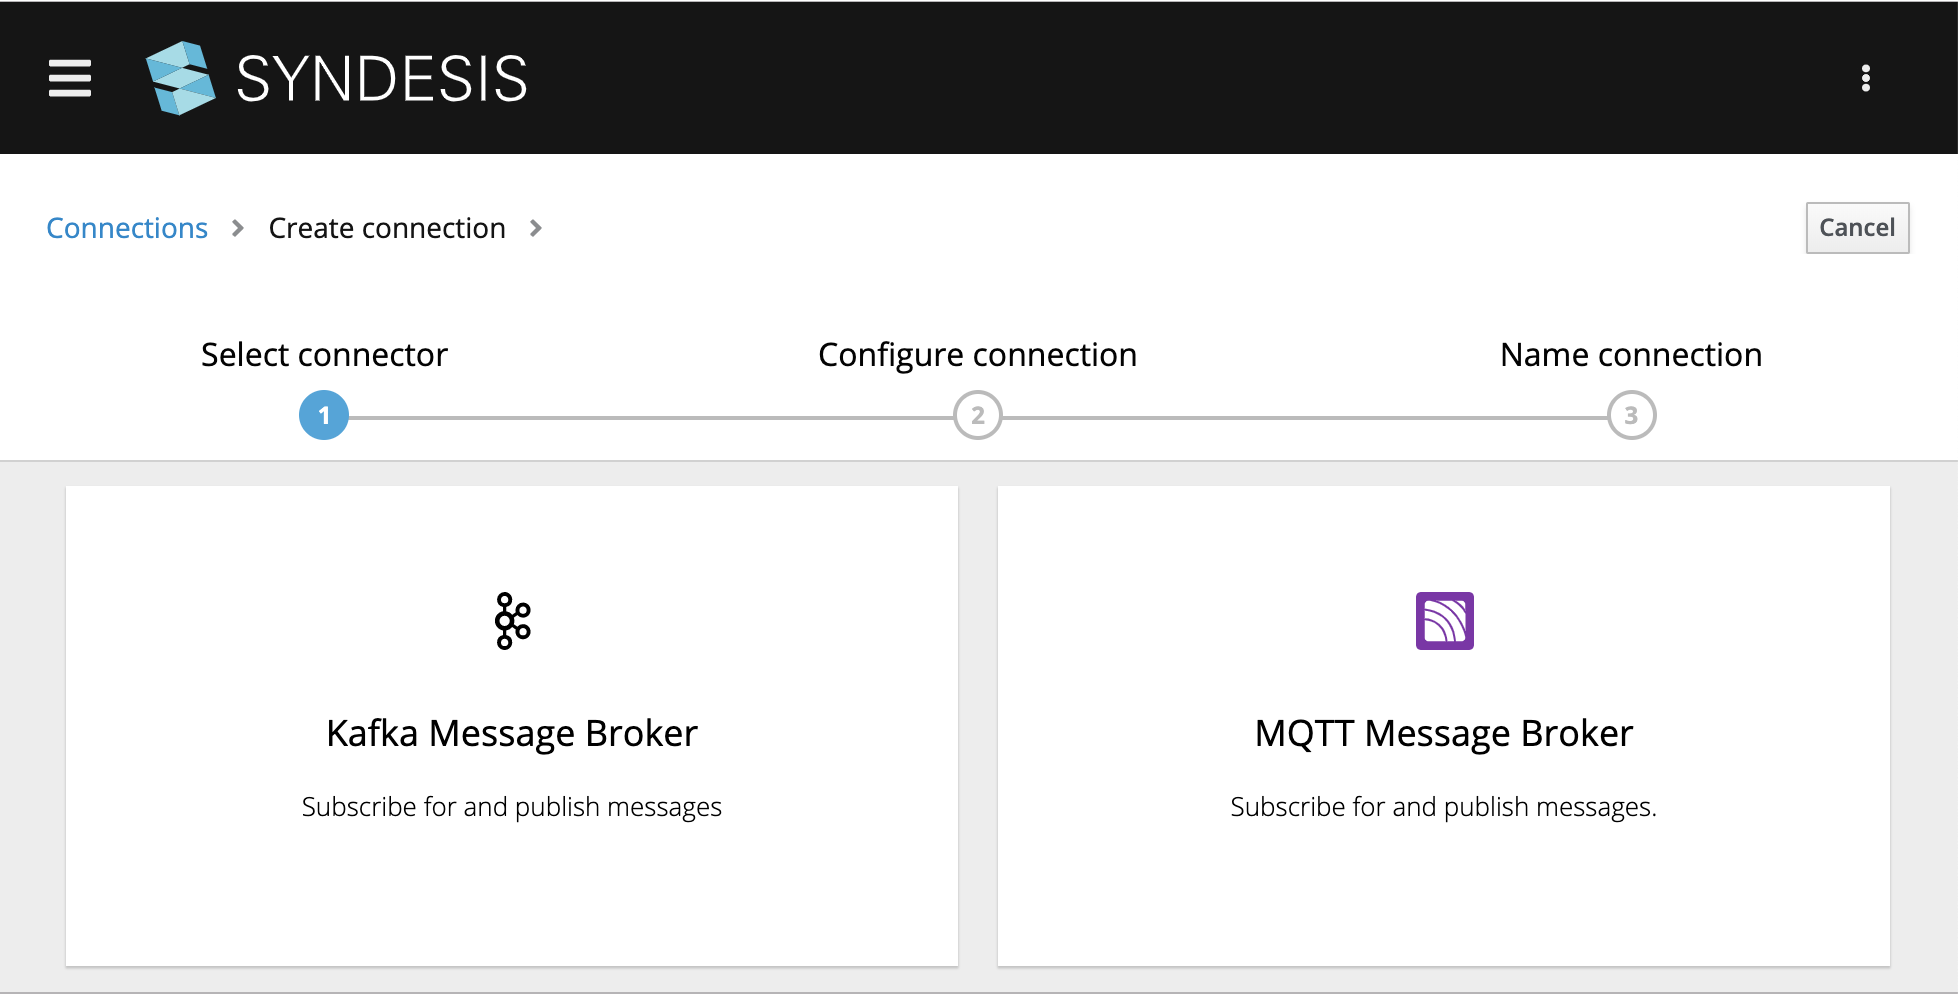 SYNDESIS
Connections > Create connection >
Cancel
Select connector
Configure connection
Name connection
1
2
3
Kafka Message Broker
Subscribe for and publish messages
MQTT Message Broker
Subscribe for and publish messages.